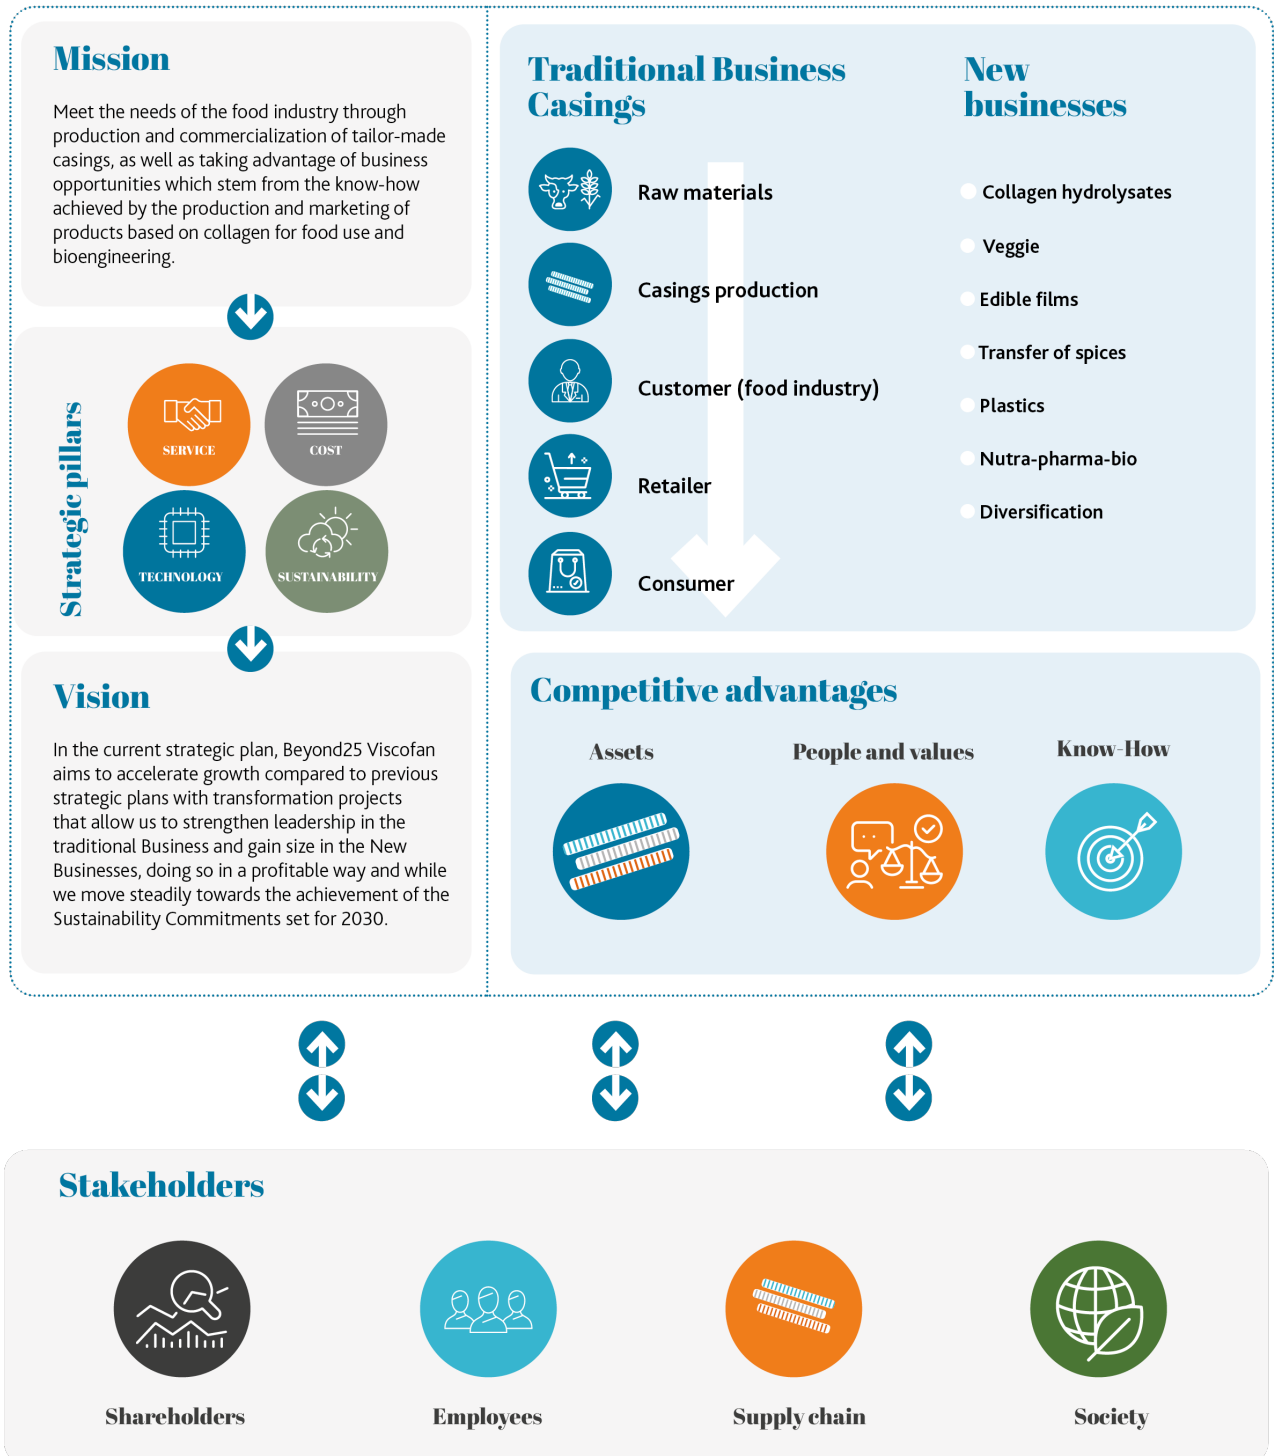 Mission
Meet the needs of the food industry through
production and commercialization of tailor-made
casings, as well as taking advantage of business
opportunities which stem from the know-how
achieved by the production and marketing of
products based on collagen for food use and
bioengineering.
Strategic pillars
SERVICE
COST
TECHNOLOGY
SUSTAINABILITY
Vision
In the current strategic plan, Beyond25 Viscofan
aims to accelerate growth compared to previous
strategic plans with transformation projects
that allow us to strengthen leadership in the
traditional Business and gain size in the New
Businesses, doing so in a profitable way and while
we move steadily towards the achievement of the
Sustainability Commitments set for 2030.
Traditional Business
Casings
Raw materials
Casings production
Customer (food industry)
Retailer
Consumer
New
businesses
Collagen hydrolysates
Veggie
Edible films
Transfer of spices
Plastics
Nutra-pharma-bio
Diversification
Competitive advantages
Assets
People and values
Know-How
Stakeholders
Shareholders
Employees
Supply chain
Society